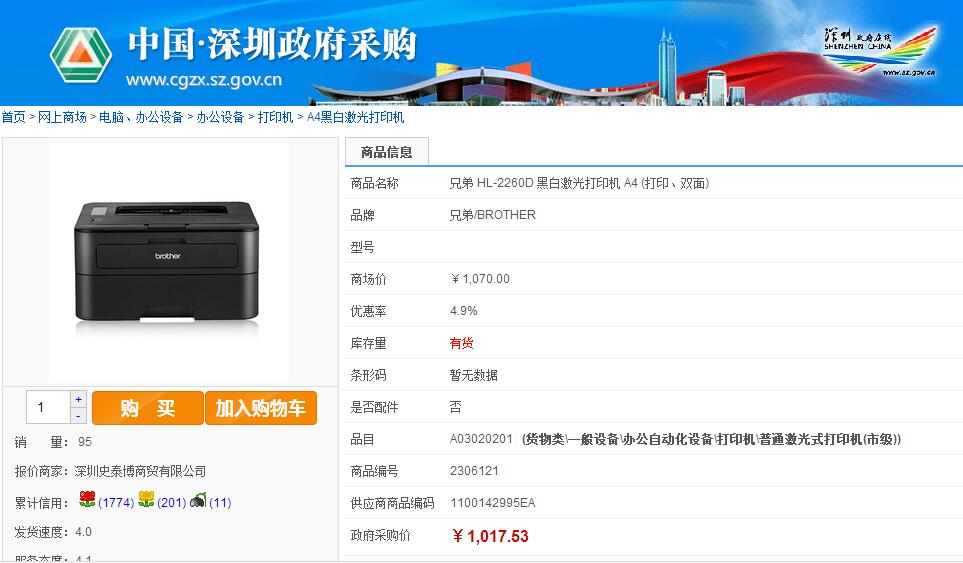 中国·深圳政府采购
www.cgzx.sz.gov.cn
深圳 政府在线
SHENZHEN CHINA
www.sz.gov.cn
首页 > 网上商场 > 电脑、办公设备 > 办公设备 > 打印机 > A4黑白激光打印机
brother
1
+
-
购 买
加入购物车
销 量： 95
报价商家： 深圳史泰博商贸有限公司
累计信用： (1774) (201) (11)
发货速度： 4.0
服务态度： 4.1
商品信息
商品名称 兄弟 HL-2260D 黑白激光打印机 A4 (打印、双面)
品牌 兄弟/BROTHER
型号
商场价 ￥1,070.00
优惠率 4.9%
库存量 有货
条形码 暂无数据
是否配件 否
品目 A03020201 (货物类\一般设备\办公自动化设备\打印机\普通激光式打印机(市级))
商品编号 2306121
供应商商品编码 1100142995EA
政府采购价 ￥1,017.53